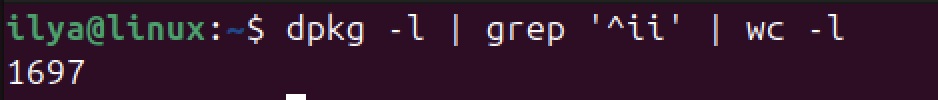 ilya@linux:~$ dpkg -l | grep '^ii' | wc -l
1697